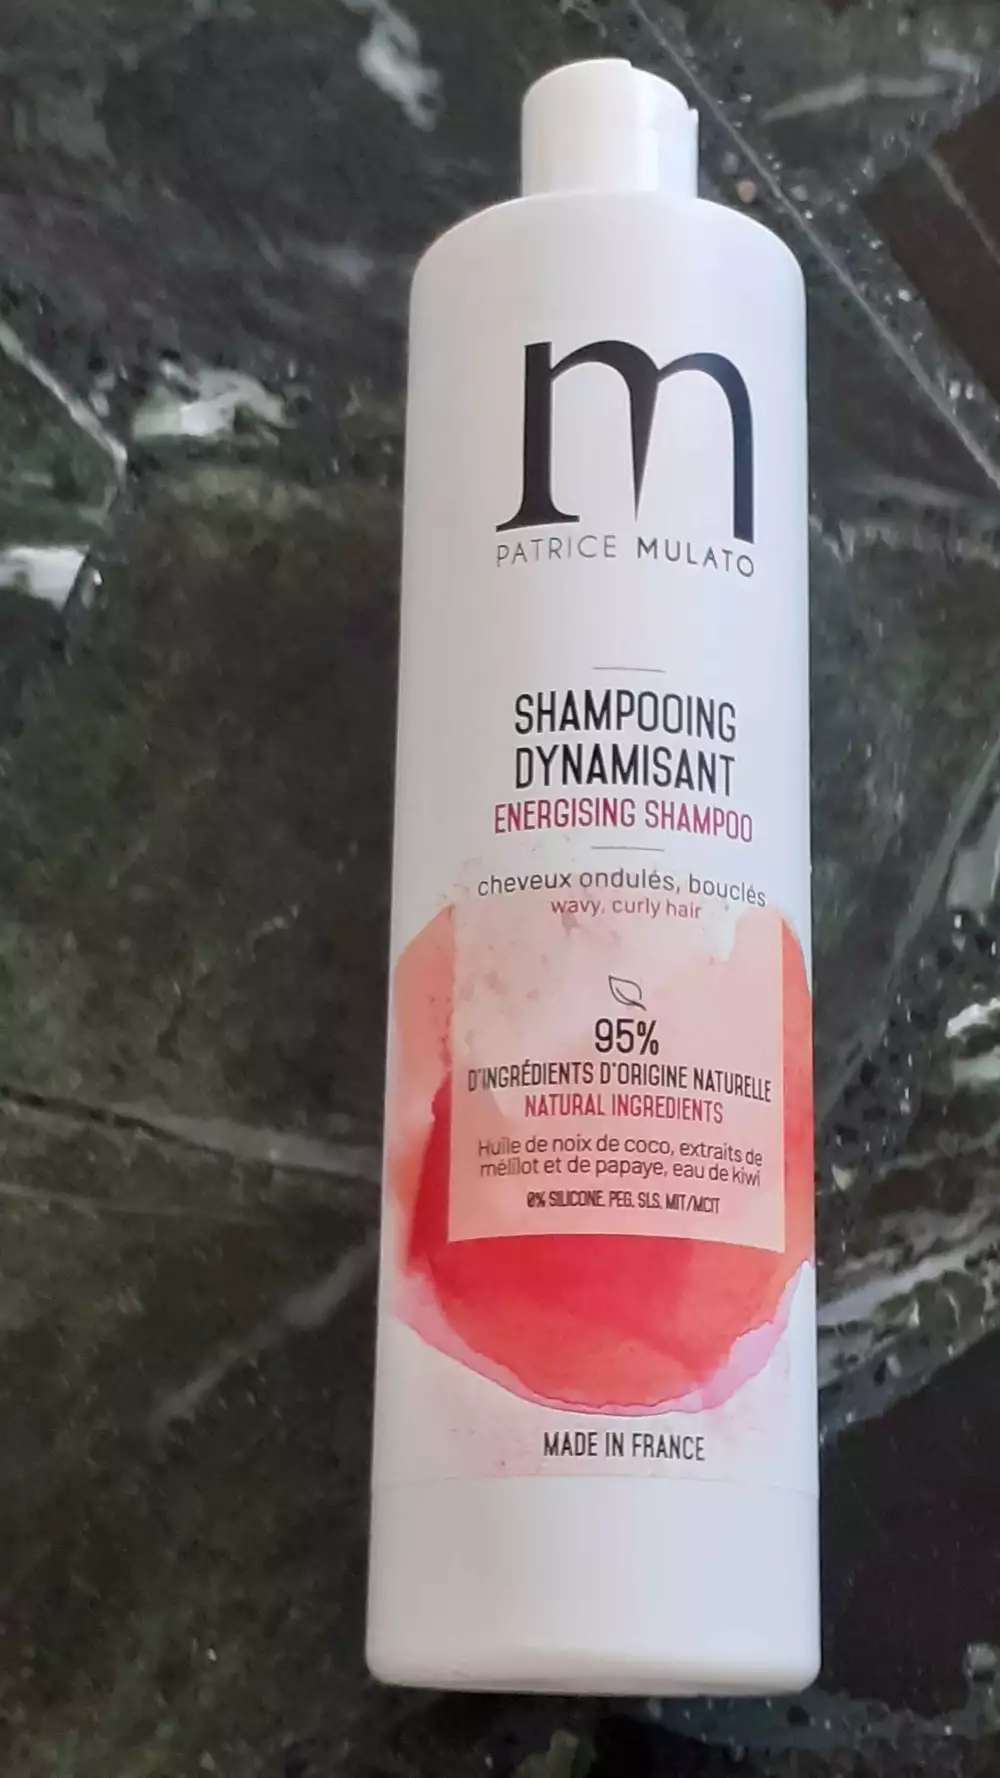 m
PATRICE MULATO
SHAMPOOING
DYNAMISANT
ENERGISING SHAMPOO
cheveux ondulés, bouclés
wavy, curly hair
95%
D'INGRÉDIENTS D'ORIGINE NATURELLE
NATURAL INGREDIENTS
Huile de noix de coco, extraits de
mélilot et de papaye, eau de kiwi
0% SILICONE, PEG, SLS, MIT/MCIT
MADE IN FRANCE